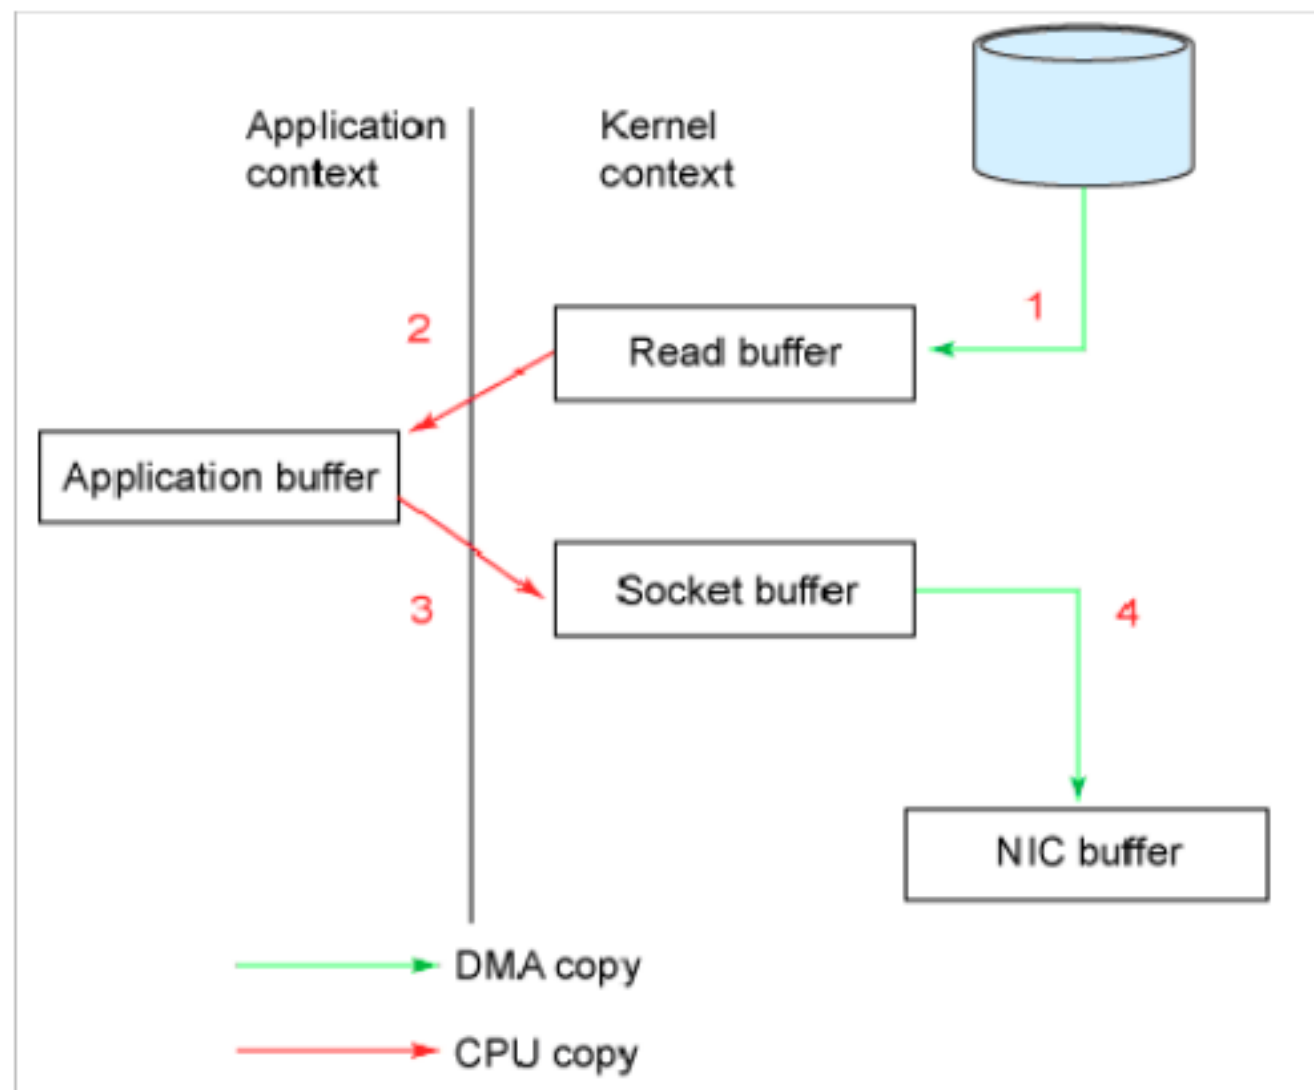 Application
context
Kernel
context
1
2
Read buffer
Application buffer
Socket buffer
3
4
NIC buffer
DMA copy
CPU copy